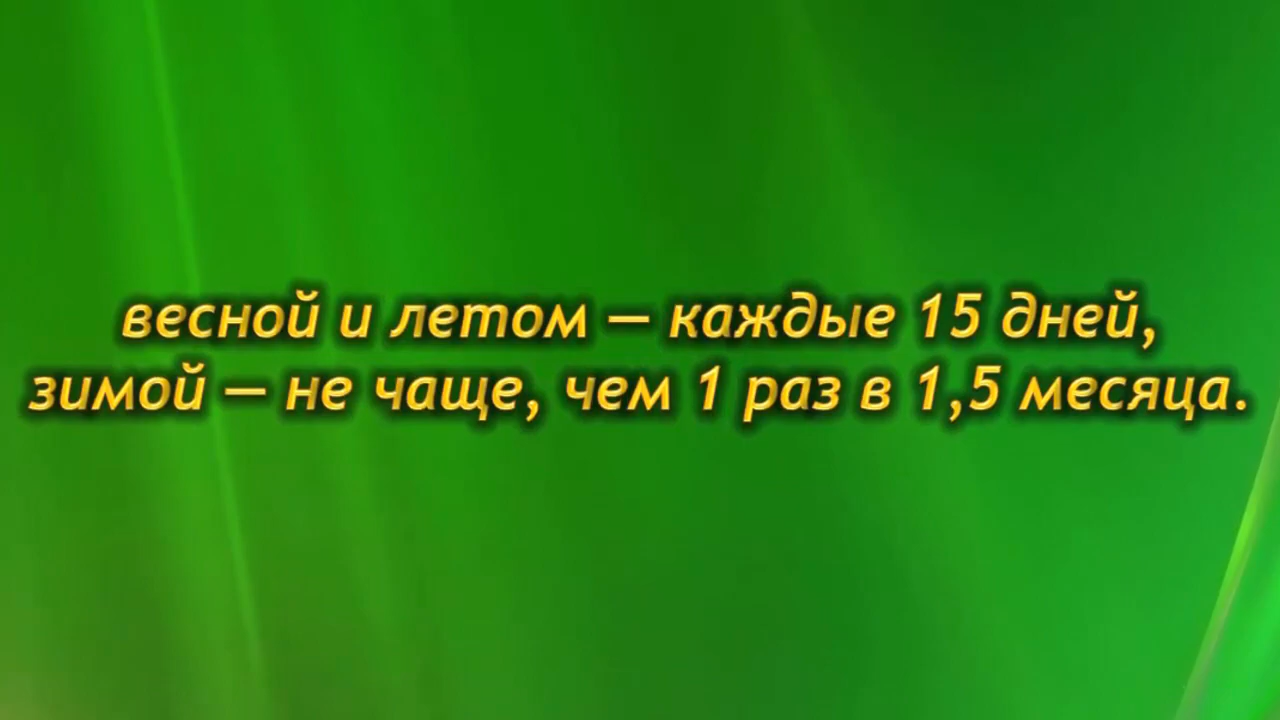 весной и летом — каждые 15 дней,
зимой — не чаще, чем 1 раз в 1,5 месяца.